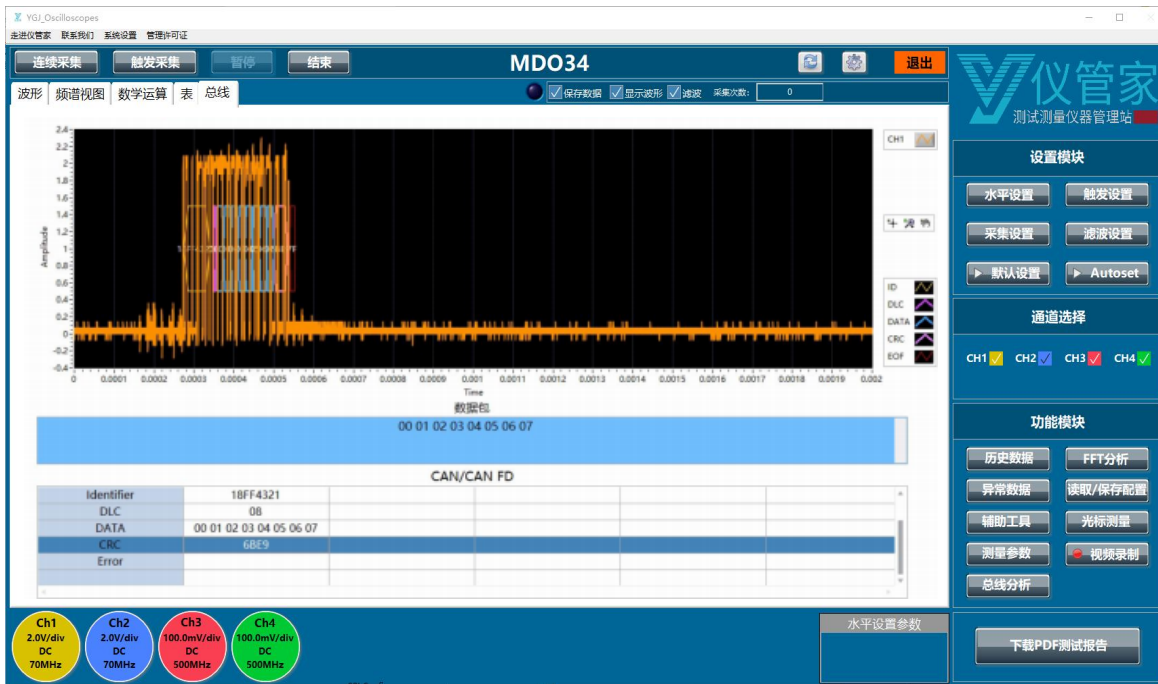 YGJ_Oscilloscopes
走进仪管家 联系我们 系统设置 管理许可证
连续采集 触发采集 暂停 结束 MDO34 退出
波形 频谱视图 数学运算 表 总线 保存数据 显示波形 滤波 采集次数: 0
仪管家
测试测量仪器管理站
2.4
2.2
2
1.8
1.6
1.4
1.2
1
0.8
0.6
0.4
0.2
0
-0.2
-0.4
Amplitude
0 0.0001 0.0002 0.0003 0.0004 0.0005 0.0006 0.0007 0.0008 0.0009 0.001 0.0011 0.0012 0.0013 0.0014 0.0015 0.0016 0.0017 0.0018 0.0019 0.002
Time
CH1
ID
DLC
DATA
CRC
EOF
数据包
00 01 02 03 04 05 06 07
CAN/CAN FD
Identifier 18FF4321
DLC 08
DATA 00 01 02 03 04 05 06 07
CRC 6BE9
Error
设置模块
水平设置 触发设置
采集设置 滤波设置
默认设置 Autoset
通道选择
CH1 CH2 CH3 CH4
功能模块
历史数据 FFT分析
异常数据 读取/保存配置
辅助工具 光标测量
测量参数 视频录制
总线分析
Ch1
2.0V/div
DC
70MHz
Ch2
2.0V/div
DC
70MHz
Ch3
100.0mV/div
DC
500MHz
Ch4
100.0mV/div
DC
500MHz
水平设置参数
下载PDF测试报告